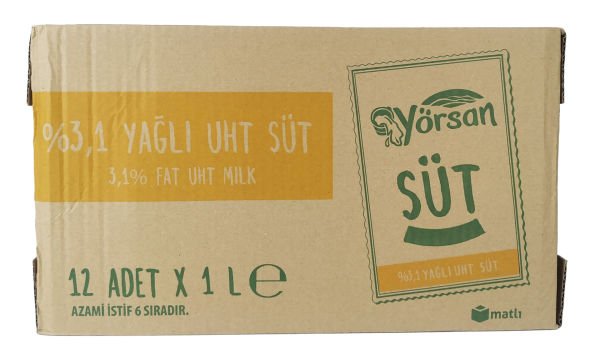 %3,1 YAĞLI UHT SÜT
3,1% FAT UHT MILK
12 ADET X 1 L e
AZAMİ İSTİF 6 SIRADIR.
Yörsan
SÜT
%3,1 YAĞLI UHT SÜT
matlı